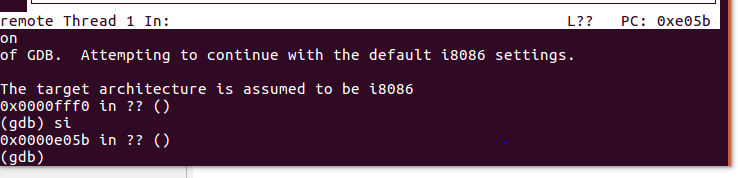 remote Thread 1 In: L?? PC: 0xe05b
on
of GDB. Attempting to continue with the default i8086 settings.
The target architecture is assumed to be i8086
0x0000fff0 in ?? ()
(gdb) si
0x0000e05b in ?? ()
(gdb)